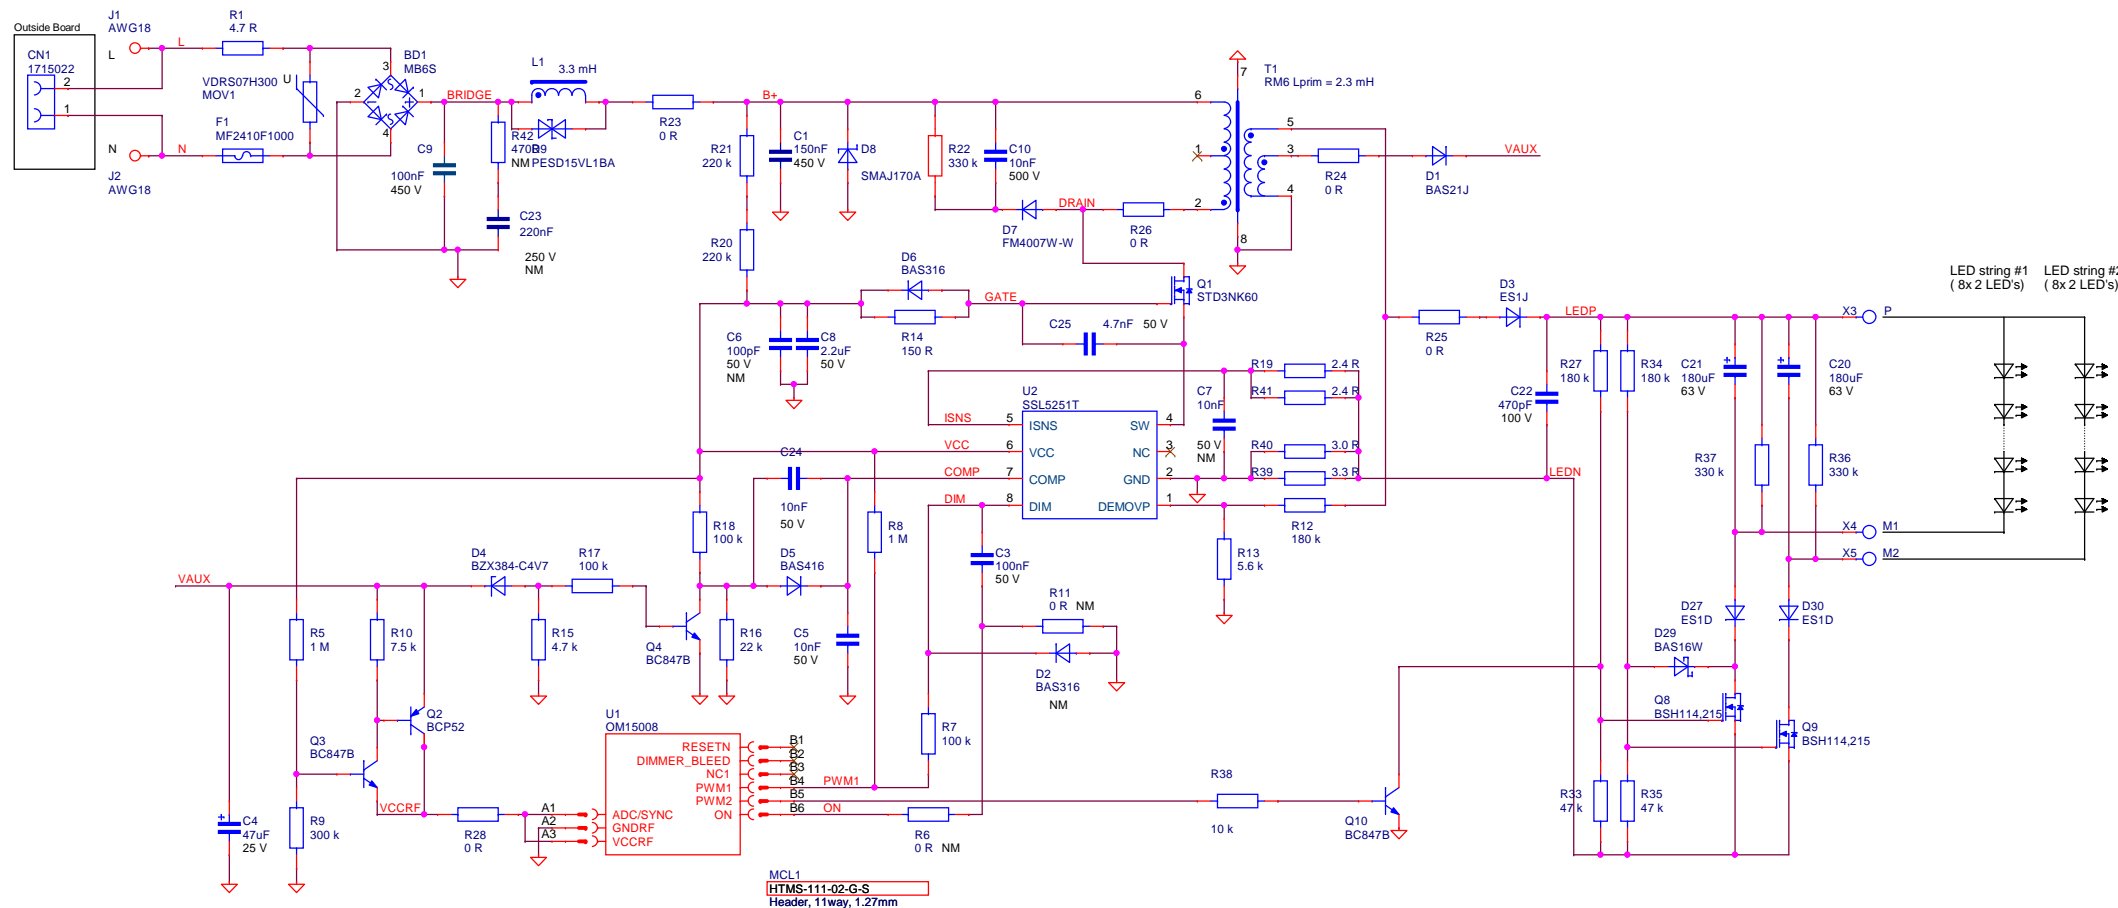 Outside Board
CN1
1715022
2
1
J1
AWG18
L
L
N
N
J2
AWG18
R1
4.7 R
VDRS07H300
MOV1
U
F1
MF2410F1000
BD1
MB6S
3
2
1
4
BRIDGE
C9
100nF
450 V
L1
3.3 mH
R42
NM
PESD15VL1BA
C23
220nF
250 V
NM
R23
0 R
B+
R21
220 k
R20
220 k
C1
150nF
450 V
D8
SMAJ170A
R22
330 k
C10
10nF
500 V
DRAIN
D7
FM4007W-W
R26
0 R
7
T1
RM6 Lprim = 2.3 mH
6
1
2
8
5
3
4
R24
0 R
D1
BAS21J
VAUX
D6
BAS316
GATE
R14
150 R
C6
100pF
50 V
NM
C8
2.2uF
50 V
C25
4.7nF
50 V
Q1
STD3NK60
D3
ES1J
R25
0 R
LEDP
LED string #1
( 8x 2 LED's)
LED string #2
( 8x 2 LED's)
X3
P
X4
M1
X5
M2
U2
SSL5251T
ISNS
5
ISNS
VCC
6
VCC
COMP
7
COMP
DIM
8
DIM
SW
4
NC
3
GND
2
DEMOVP
1
C7
10nF
50 V
NM
R19
2.4 R
R41
2.4 R
R40
3.0 R
R39
3.3 R
R12
180 k
R13
5.6 k
C22
470pF
100 V
LEDN
R27
180 k
R34
180 k
C21
180uF
63 V
C20
180uF
63 V
R37
330 k
R36
330 k
C24
10nF
50 V
R18
100 k
R8
1 M
D5
BAS416
C3
100nF
50 V
R11
0 R NM
D2
BAS316
NM
VAUX
D4
BZX384-C4V7
R17
100 k
R5
1 M
R10
7.5 k
R15
4.7 k
Q4
BC847B
R16
22 k
C5
10nF
50 V
Q2
BCP52
Q3
BC847B
VCCRF
R28
0 R
R9
300 k
C4
47uF
25 V
U1
OM15008
RESETN
DIMMER_BLEED
NC1
PWM1
PWM2
ON
ADC/SYNC
GNDRF
VCCRF
A1
A2
A3
B1
B2
B3
B4
B5
B6
PWM1
ON
R7
100 k
R6
0 R NM
R38
10 k
Q10
BC847B
D27
ES1D
D30
ES1D
D29
BAS16W
Q8
BSH114,215
Q9
BSH114,215
R33
47 k
R35
47 k
MCL1
HTMS-111-02-G-S
Header, 11way, 1.27mm